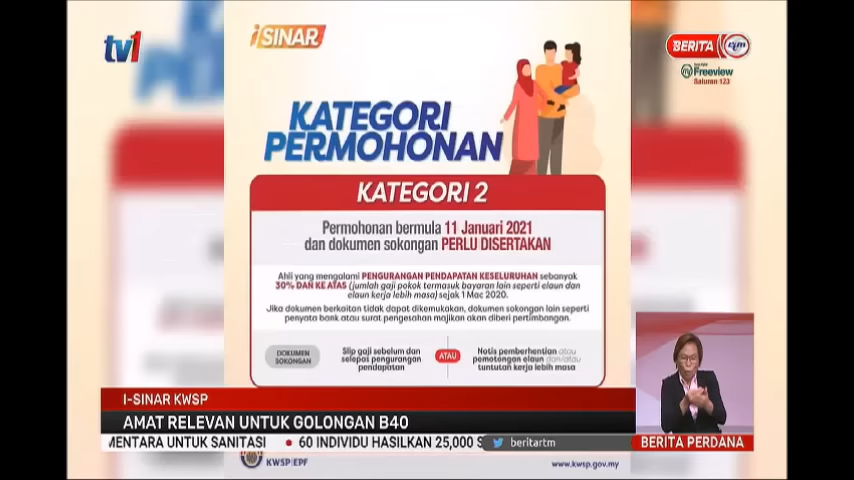 tv1
iSINAR
BERITA rtm
myFreeview
Saluran 123
KATEGORI
PERMOHONAN
KATEGORI 2
Permohonan bermula 11 Januari 2021
dan dokumen sokongan PERLU DISERTAKAN
Ahli yang mengalami PENGURANGAN PENDAPATAN KESELURUHAN sebanyak
30% DAN KE ATAS (jumlah gaji pokok termasuk bayaran lain seperti elaun dan
elaun kerja lebih masa) sejak 1 Mac 2020.
Jika dokumen berkaitan tidak dapat dikemukakan, dokumen sokongan lain seperti
penyata bank atau surat pengesahan majikan akan diberi pertimbangan.
DOKUMEN
SOKONGAN
Slip gaji sebelum dan
selepas pengurangan
pendapatan
ATAU
Notis pemberhentian atau
pemotongan elaun dan/atau
tuntutan kerja lebih masa
I-SINAR KWSP
AMAT RELEVAN UNTUK GOLONGAN B40
MENTARA UNTUK SANITASI • 60 INDIVIDU HASILKAN 25,000 S
beritartm
BERITA PERDANA
KWSP EPF
www.kwsp.gov.my